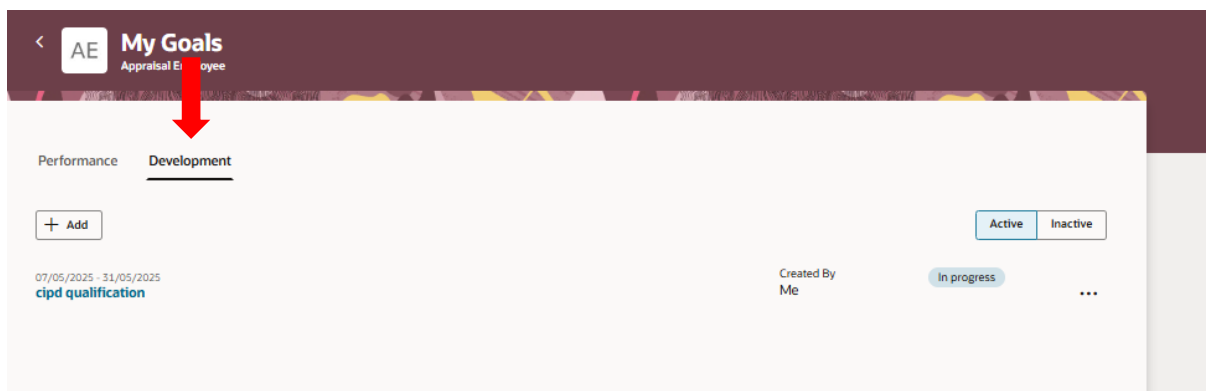 AE
My Goals
Appraisal Employee
Performance Development
+ Add
Active Inactive
07/05/2025 - 31/05/2025
cipd qualification
Created By
Me
In progress
...